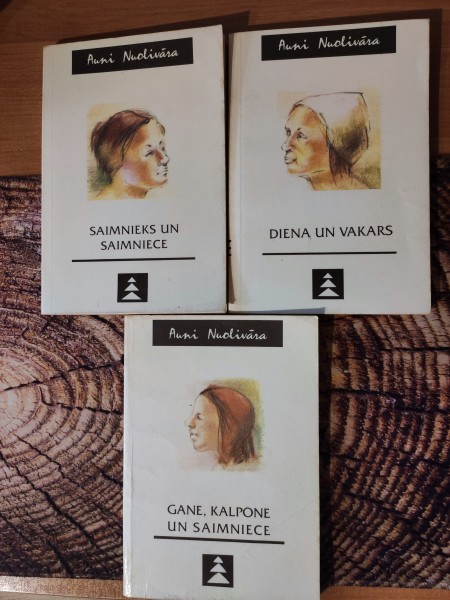 Auni Nuolivāra
SAIMNIEKS UN
SAIMNIECE
Auni Nuolivāra
DIENA UN VAKARS
Auni Nuolivāra
GANE, KALPONE
UN SAIMNIECE